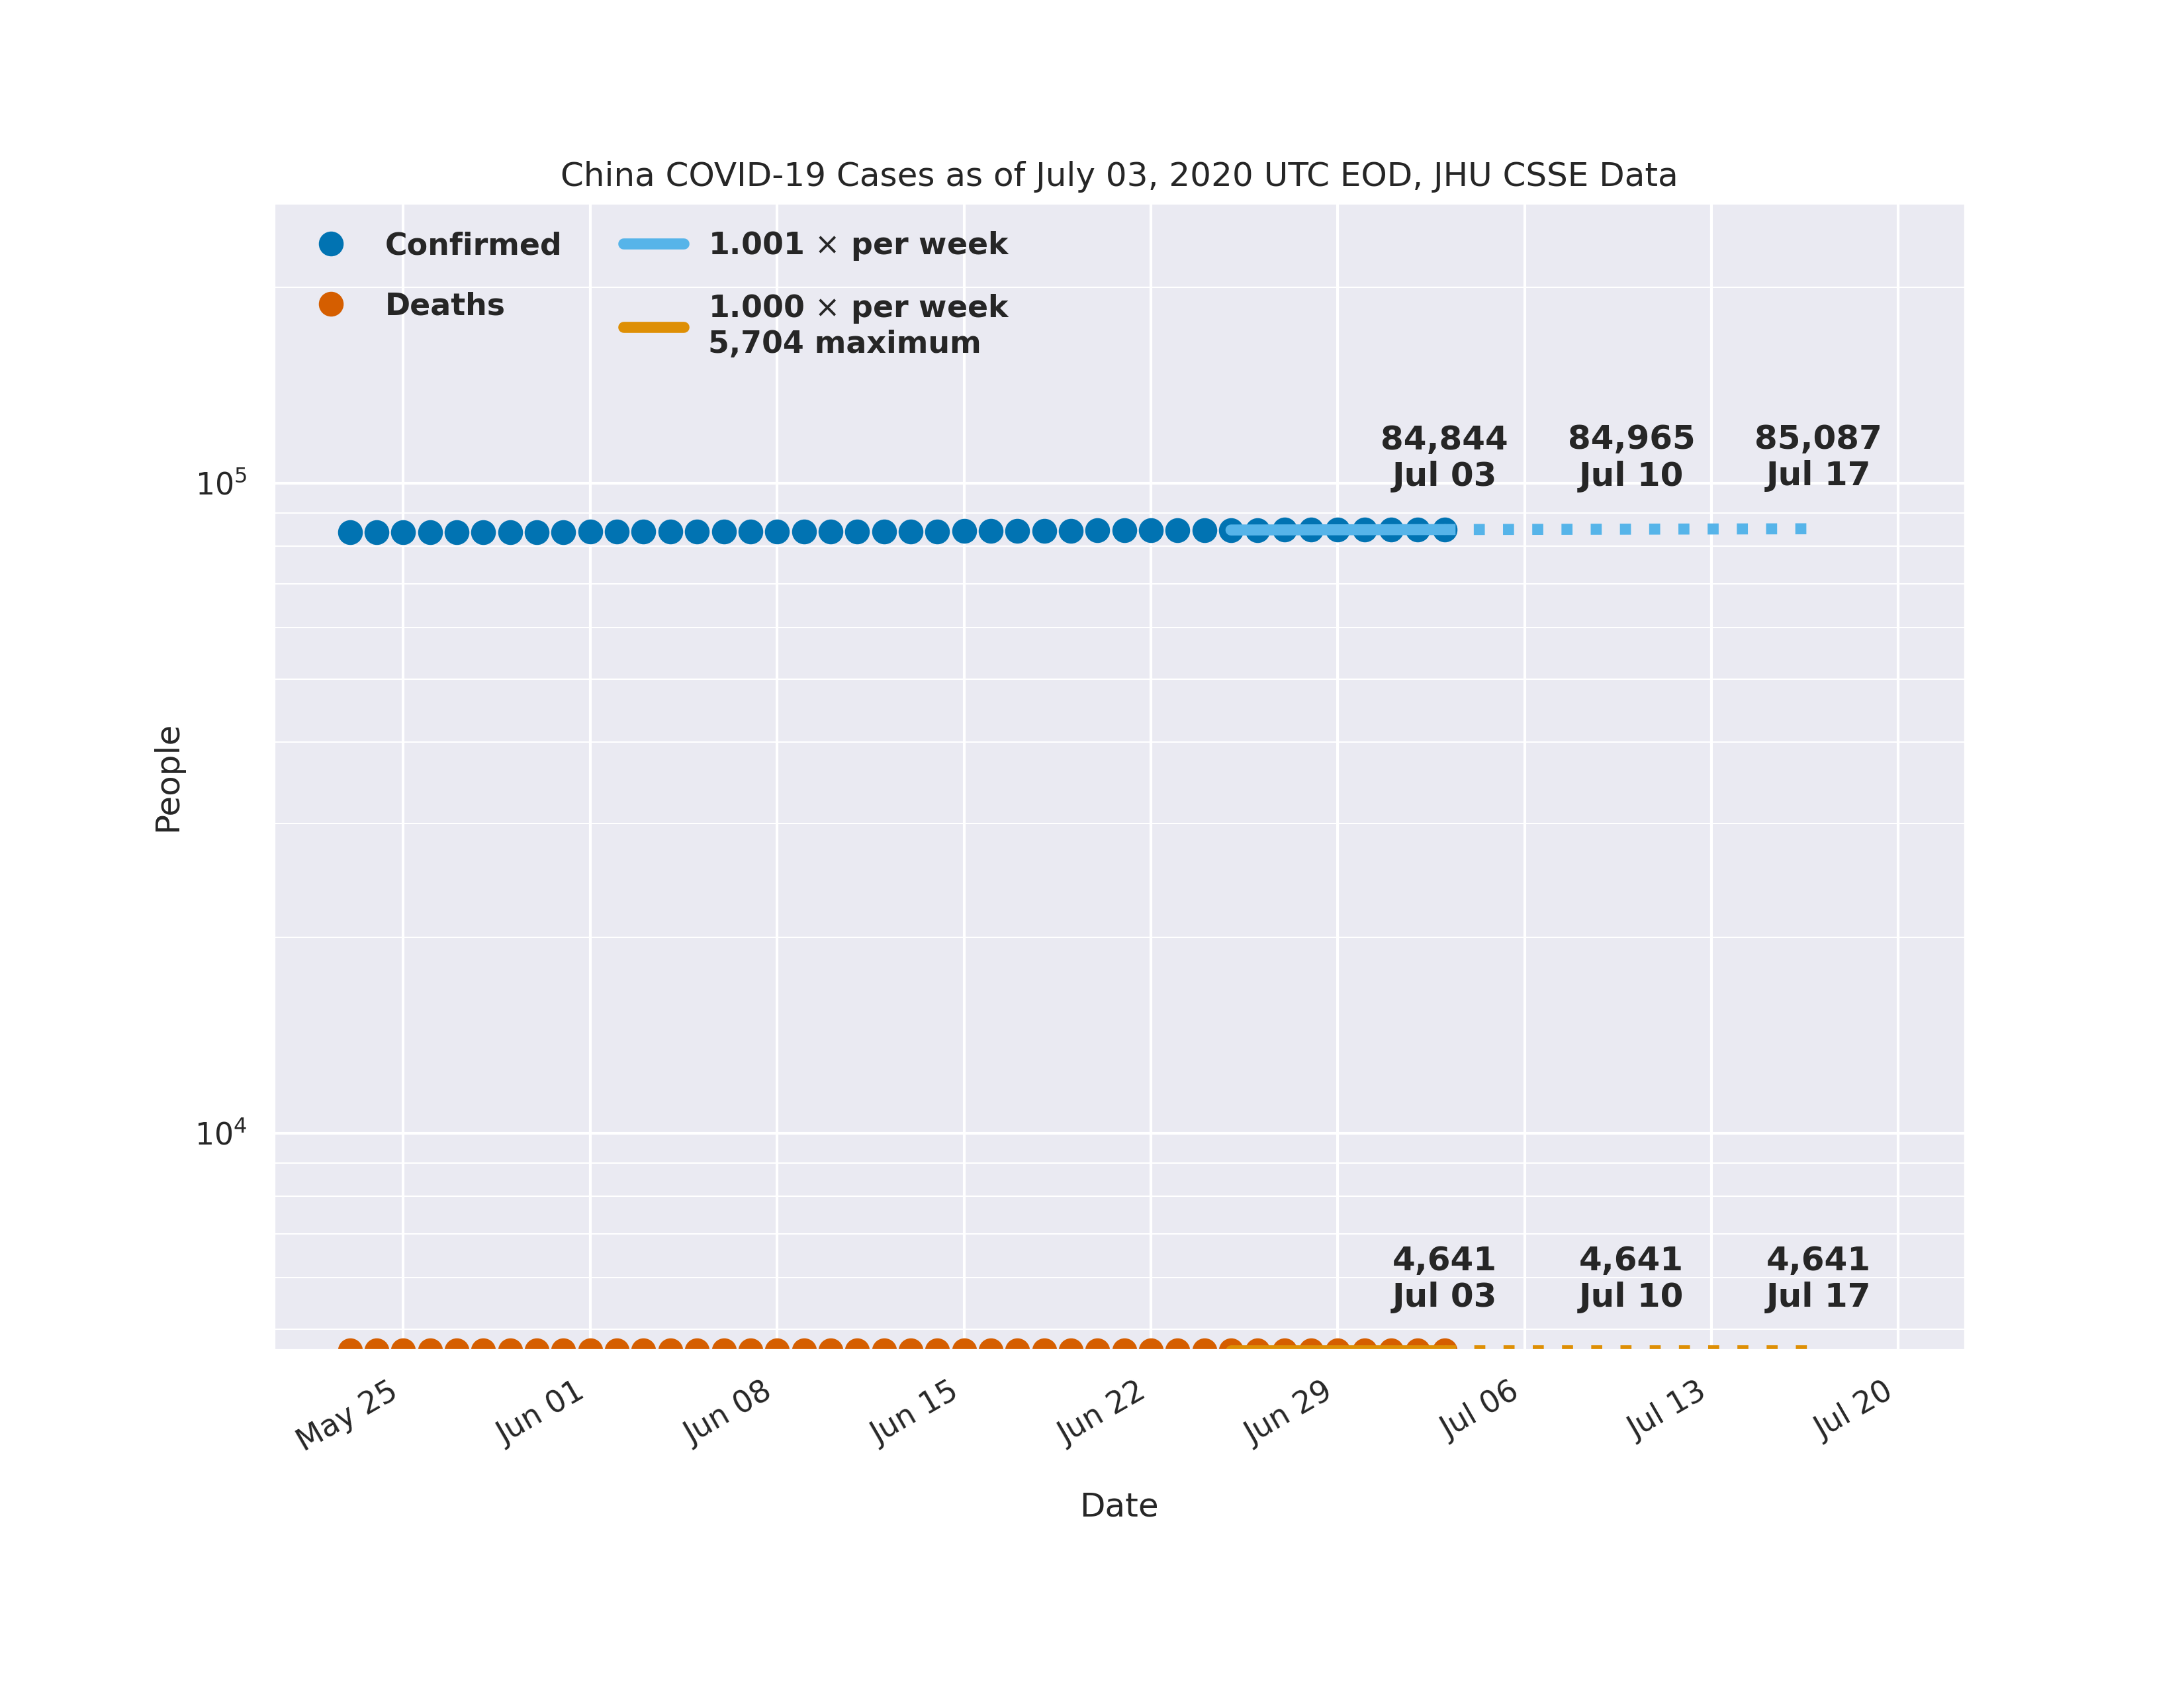 China COVID-19 Cases as of July 03, 2020 UTC EOD, JHU CSSE Data
Confirmed
Deaths
1.001 × per week
1.000 × per week
5,704 maximum
84,844
Jul 03
84,965
Jul 10
85,087
Jul 17
10⁵
People
10⁴
4,641
Jul 03
4,641
Jul 10
4,641
Jul 17
May 25
Jun 01
Jun 08
Jun 15
Jun 22
Jun 29
Jul 06
Jul 13
Jul 20
Date